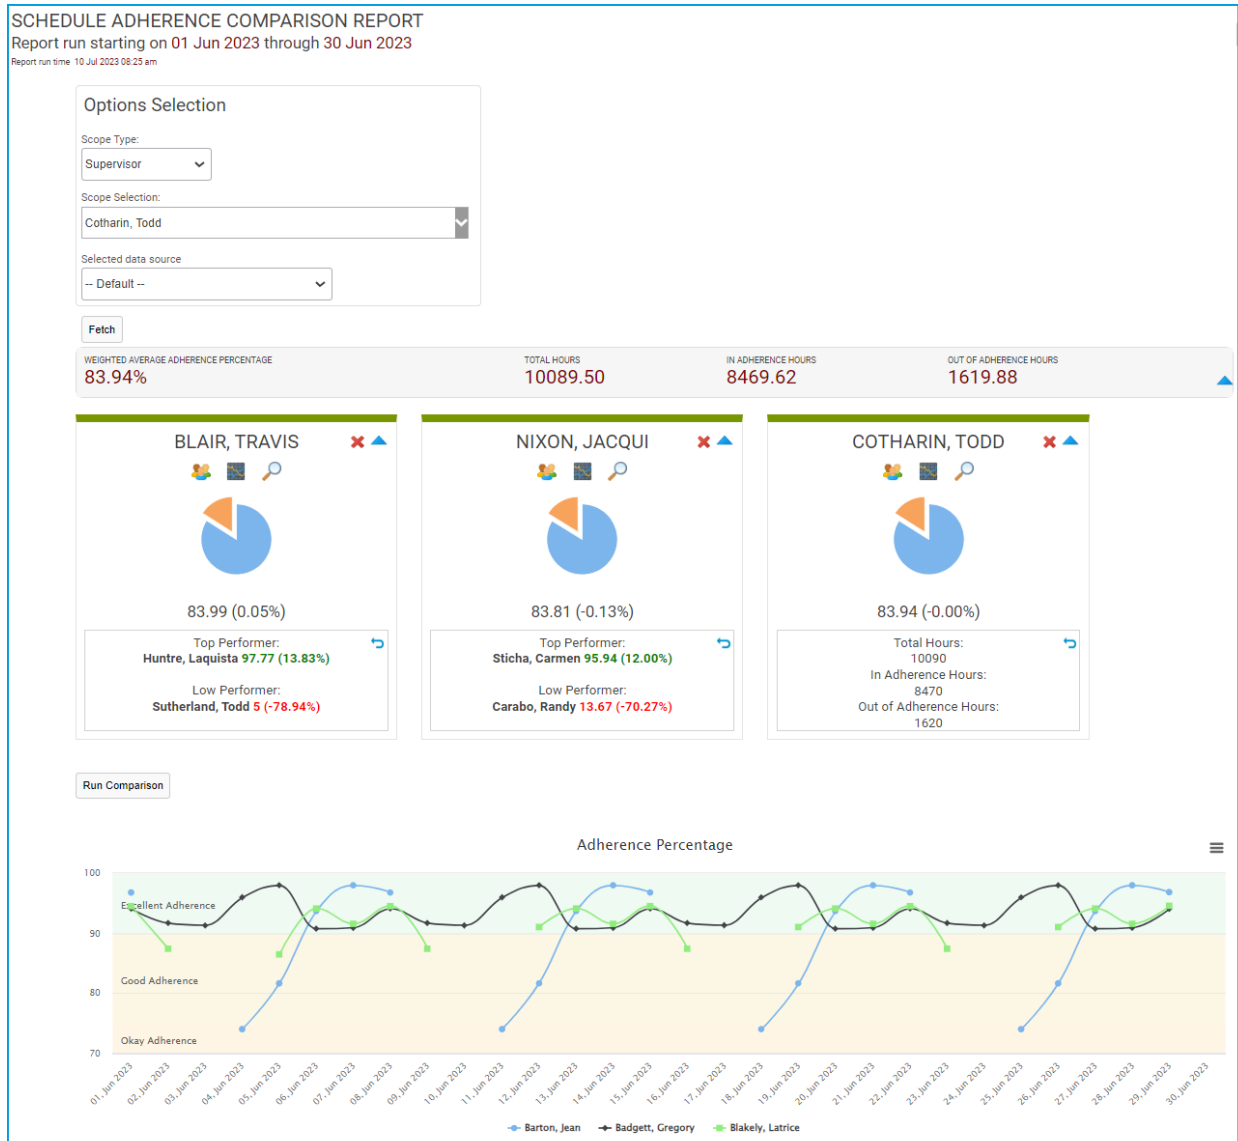 SCHEDULE ADHERENCE COMPARISON REPORT
Report run starting on 01 Jun 2023 through 30 Jun 2023
Report run time 10 Jul 2023 08:25 am
Options Selection
Scope Type:
Supervisor
Scope Selection:
Cotharin, Todd
Selected data source
-- Default --
Fetch
WEIGHTED AVERAGE ADHERENCE PERCENTAGE TOTAL HOURS IN ADHERENCE HOURS OUT OF ADHERENCE HOURS
83.94% 10089.50 8469.62 1619.88
BLAIR, TRAVIS
83.99 (0.05%)
Top Performer:
Huntre, Laquista 97.77 (13.83%)
Low Performer:
Sutherland, Todd 5 (-78.94%)
NIXON, JACQUI
83.81 (-0.13%)
Top Performer:
Sticha, Carmen 95.94 (12.00%)
Low Performer:
Carabo, Randy 13.67 (-70.27%)
COTHARIN, TODD
83.94 (-0.00%)
Total Hours:
10090
In Adherence Hours:
8470
Out of Adherence Hours:
1620
Run Comparison
Adherence Percentage
100
Excellent Adherence
90
Good Adherence
80
Okay Adherence
70
01. Jun 2023
02. Jun 2023
03. Jun 2023
04. Jun 2023
05. Jun 2023
06. Jun 2023
07. Jun 2023
08. Jun 2023
09. Jun 2023
10. Jun 2023
11. Jun 2023
12. Jun 2023
13. Jun 2023
14. Jun 2023
15. Jun 2023
16. Jun 2023
17. Jun 2023
18. Jun 2023
19. Jun 2023
20. Jun 2023
21. Jun 2023
22. Jun 2023
23. Jun 2023
24. Jun 2023
25. Jun 2023
26. Jun 2023
27. Jun 2023
28. Jun 2023
29. Jun 2023
30. Jun 2023
Barton, Jean Badgett, Gregory Blakely, Latrice